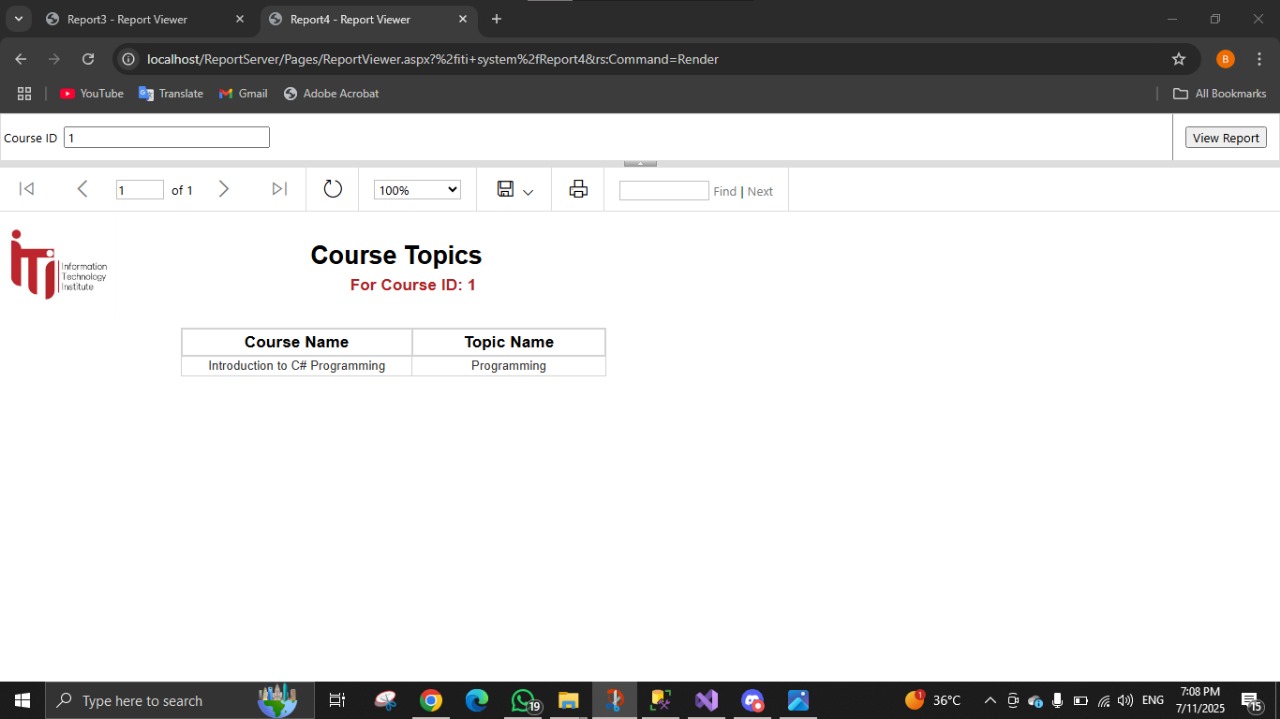 Report3 - Report Viewer
Report4 - Report Viewer
localhost/ReportServer/Pages/ReportViewer.aspx?%2fiti+system%2fReport4&rs:Command=Render
B
YouTube
Translate
Gmail
Adobe Acrobat
All Bookmarks
Course ID
1
View Report
1
of 1
100%
Find | Next
iTi
Information
Technology
Institute
Course Topics
For Course ID: 1
Course Name Topic Name
Introduction to C# Programming Programming
Type here to search
19
1
36°C
ENG
7:08 PM
7/11/2025
15